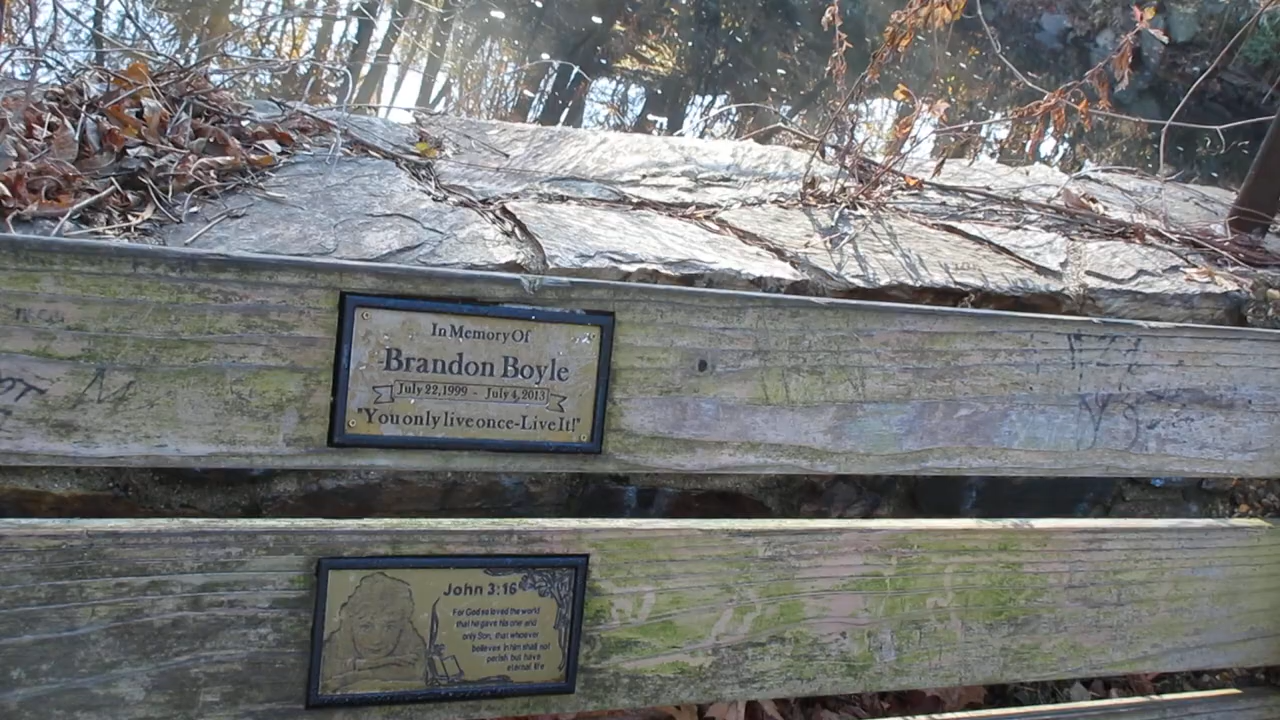 In Memory Of
Brandon Boyle
July 22, 1999 - July 4, 2013
"You only live once-Live It!"
John 3:16
For God so loved the world
that he gave his one and
only Son, that whoever
believes in him shall not
perish but have
eternal life